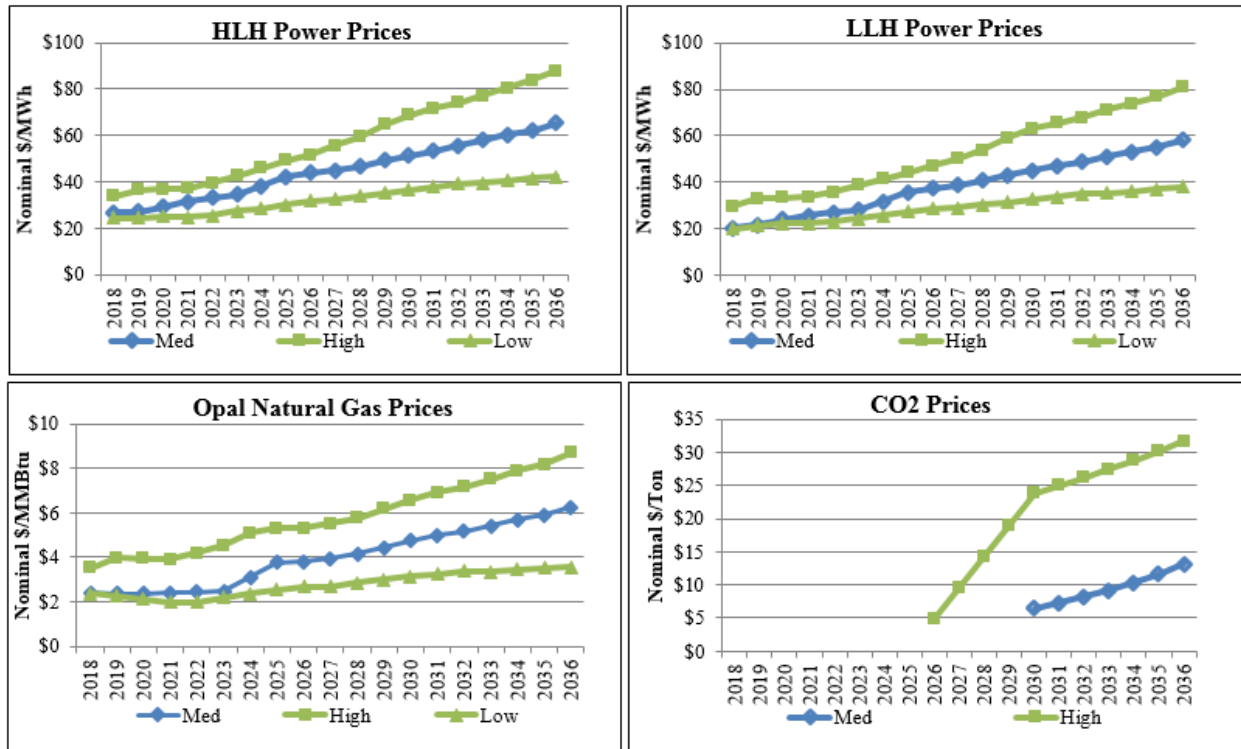 HLH Power Prices
Nominal $/MWh
$100
$80
$60
$40
$20
$0
2018 2019 2020 2021 2022 2023 2024 2025 2026 2027 2028 2029 2030 2031 2032 2033 2034 2035 2036
Med High Low
LLH Power Prices
Nominal $/MWh
$100
$80
$60
$40
$20
$0
2018 2019 2020 2021 2022 2023 2024 2025 2026 2027 2028 2029 2030 2031 2032 2033 2034 2035 2036
Med High Low
Opal Natural Gas Prices
Nominal $/MMBtu
$10
$8
$6
$4
$2
$0
2018 2019 2020 2021 2022 2023 2024 2025 2026 2027 2028 2029 2030 2031 2032 2033 2034 2035 2036
Med High Low
CO2 Prices
Nominal $/Ton
$35
$30
$25
$20
$15
$10
$5
$0
2018 2019 2020 2021 2022 2023 2024 2025 2026 2027 2028 2029 2030 2031 2032 2033 2034 2035 2036
Med High